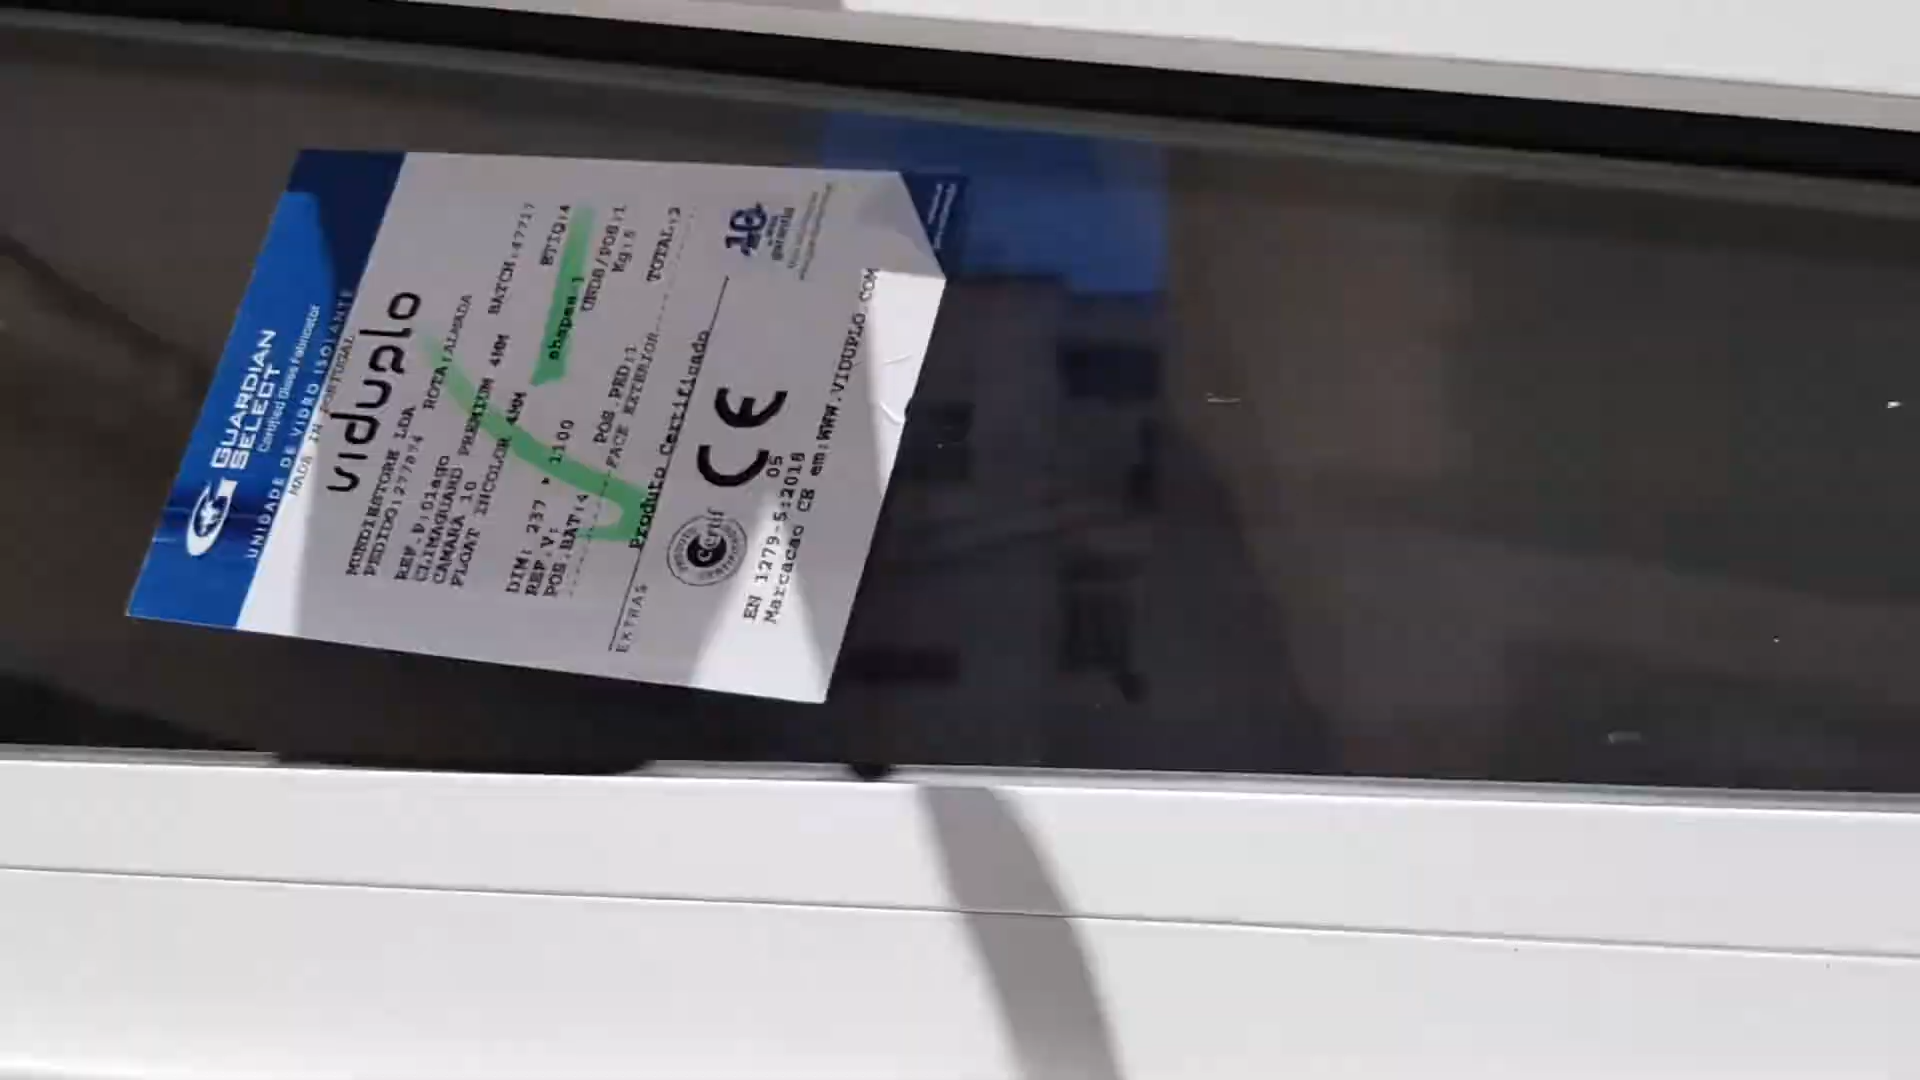 GUARDIAN
SELECT
Certified Glass Fabricator
UNIDADE DE VIDRO ISOLANTE
MADE IN PORTUGAL
viduplo
MUNDIESTORE LDA ROTA:ALMADA
REF.P:Olago BATCH:47717
CLIMAGUARD PREMIUM 4MM
CAMARA 10
FLOAT INCOLOR 4MM ETIQ:4
shapes:1
DIM: 237 * 1100 UNDS/POS:1
REF.V: Kg:5
POS.BAT:4 POS.PED:1 TOTAL:2
FACE EXTERIOR
EXTRAS
Produto Certificado
10
Certif
CE
05
EN 1279-5:2018
Marcacao CE em:WWW.VIDUPLO.COM